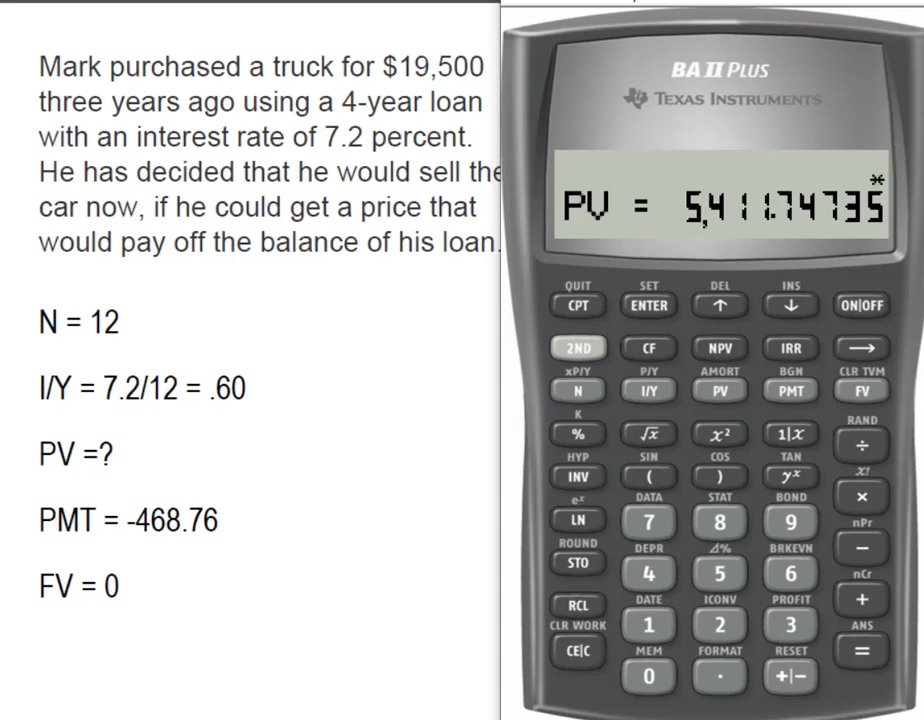 Mark purchased a truck for $19,500
three years ago using a 4-year loan
with an interest rate of 7.2 percent.
He has decided that he would sell the
car now, if he could get a price that
would pay off the balance of his loan.
N = 12
I/Y = 7.2/12 = .60
PV =?
PMT = -468.76
FV = 0
BA II PLUS
TEXAS INSTRUMENTS
*
PV = 5,411.74735
QUIT SET DEL INS
CPT ENTER ↑ ↓ ON|OFF
2ND CF NPV IRR →
xP/Y P/Y AMORT BGN CLR TVM
N I/Y PV PMT FV
K RAND
% √x x² 1|x ÷
HYP SIN COS TAN x!
INV ( ) yˣ ×
eˣ DATA STAT BOND nPr
LN 7 8 9 −
ROUND DEPR Δ% BRKEVN nCr
STO 4 5 6 +
DATE ICONV PROFIT ANS
RCL 1 2 3 =
CLR WORK MEM FORMAT RESET
CE|C 0 . +|−